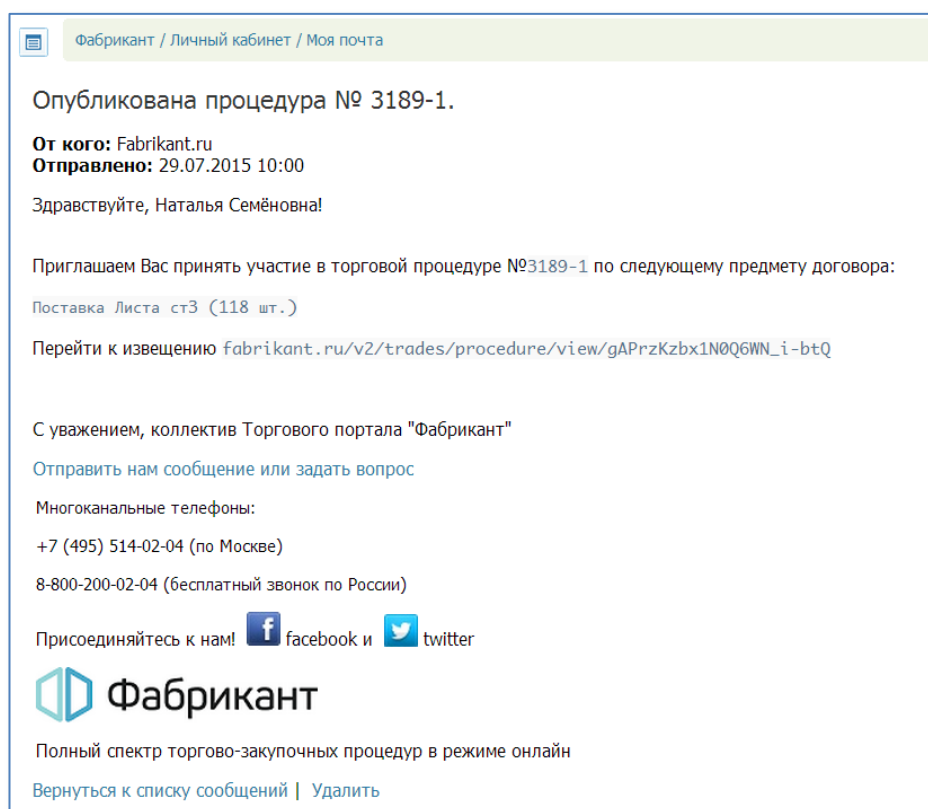 Фабрикант / Личный кабинет / Моя почта
Опубликована процедура № 3189-1.
От кого: Fabrikant.ru
Отправлено: 29.07.2015 10:00
Здравствуйте, Наталья Семёновна!
Приглашаем Вас принять участие в торговой процедуре №3189-1 по следующему предмету договора:
Поставка Листа ст3 (118 шт.)
Перейти к извещению fabrikant.ru/v2/trades/procedure/view/gAPrzKzbx1N0Q6WN_i-btQ
С уважением, коллектив Торгового портала "Фабрикант"
Отправить нам сообщение или задать вопрос
Многоканальные телефоны:
+7 (495) 514-02-04 (по Москве)
8-800-200-02-04 (бесплатный звонок по России)
Присоединяйтесь к нам! facebook и twitter
Фабрикант
Полный спектр торгово-закупочных процедур в режиме онлайн
Вернуться к списку сообщений | Удалить